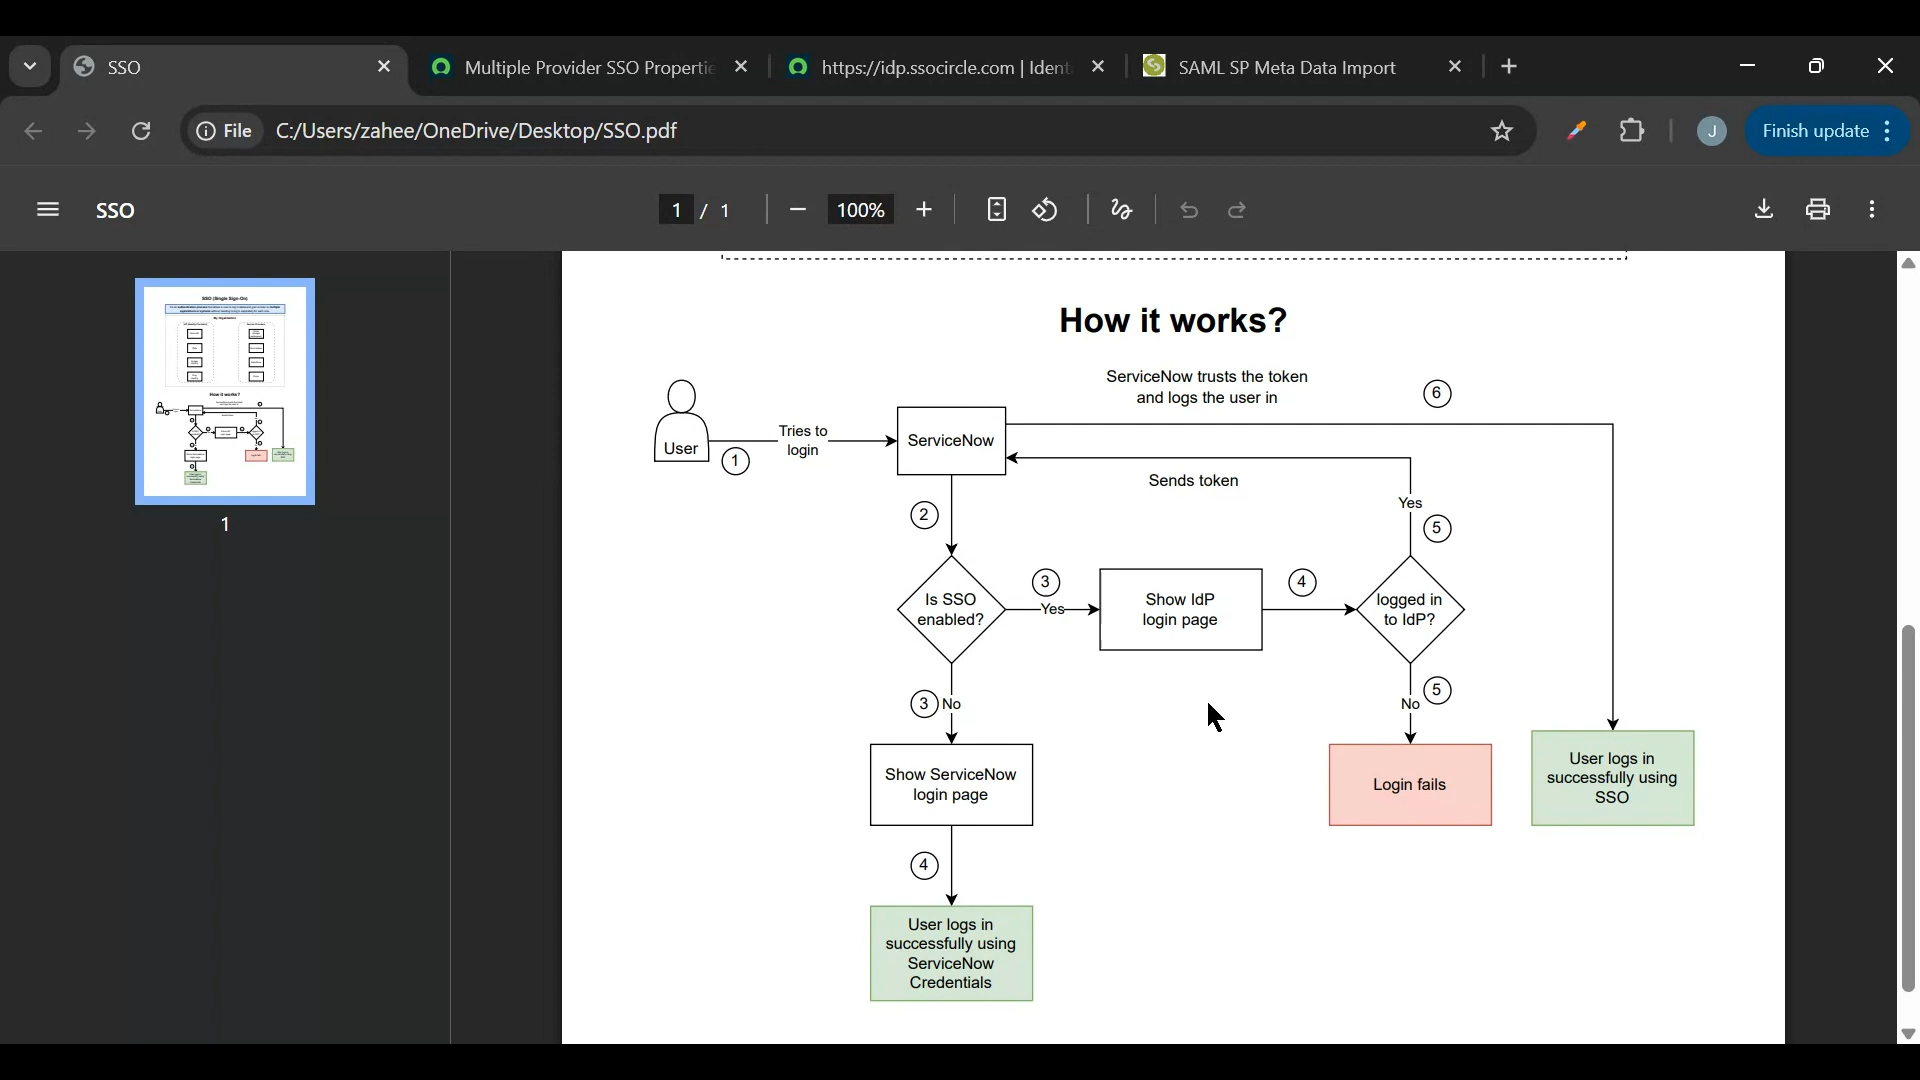 SSO
Multiple Provider SSO Propertie
https://idp.ssocircle.com | Ident
SAML SP Meta Data Import
File
C:/Users/zahee/OneDrive/Desktop/SSO.pdf
J
Finish update
SSO
1 / 1
100%
1
How it works?
ServiceNow trusts the token
and logs the user in
6
User
Tries to
login
1
ServiceNow
Sends token
Yes
2
5
Is SSO
enabled?
3
Yes
Show IdP
login page
4
logged in
to IdP?
3
No
No
5
Show ServiceNow
login page
Login fails
User logs in
successfully using
SSO
4
User logs in
successfully using
ServiceNow
Credentials